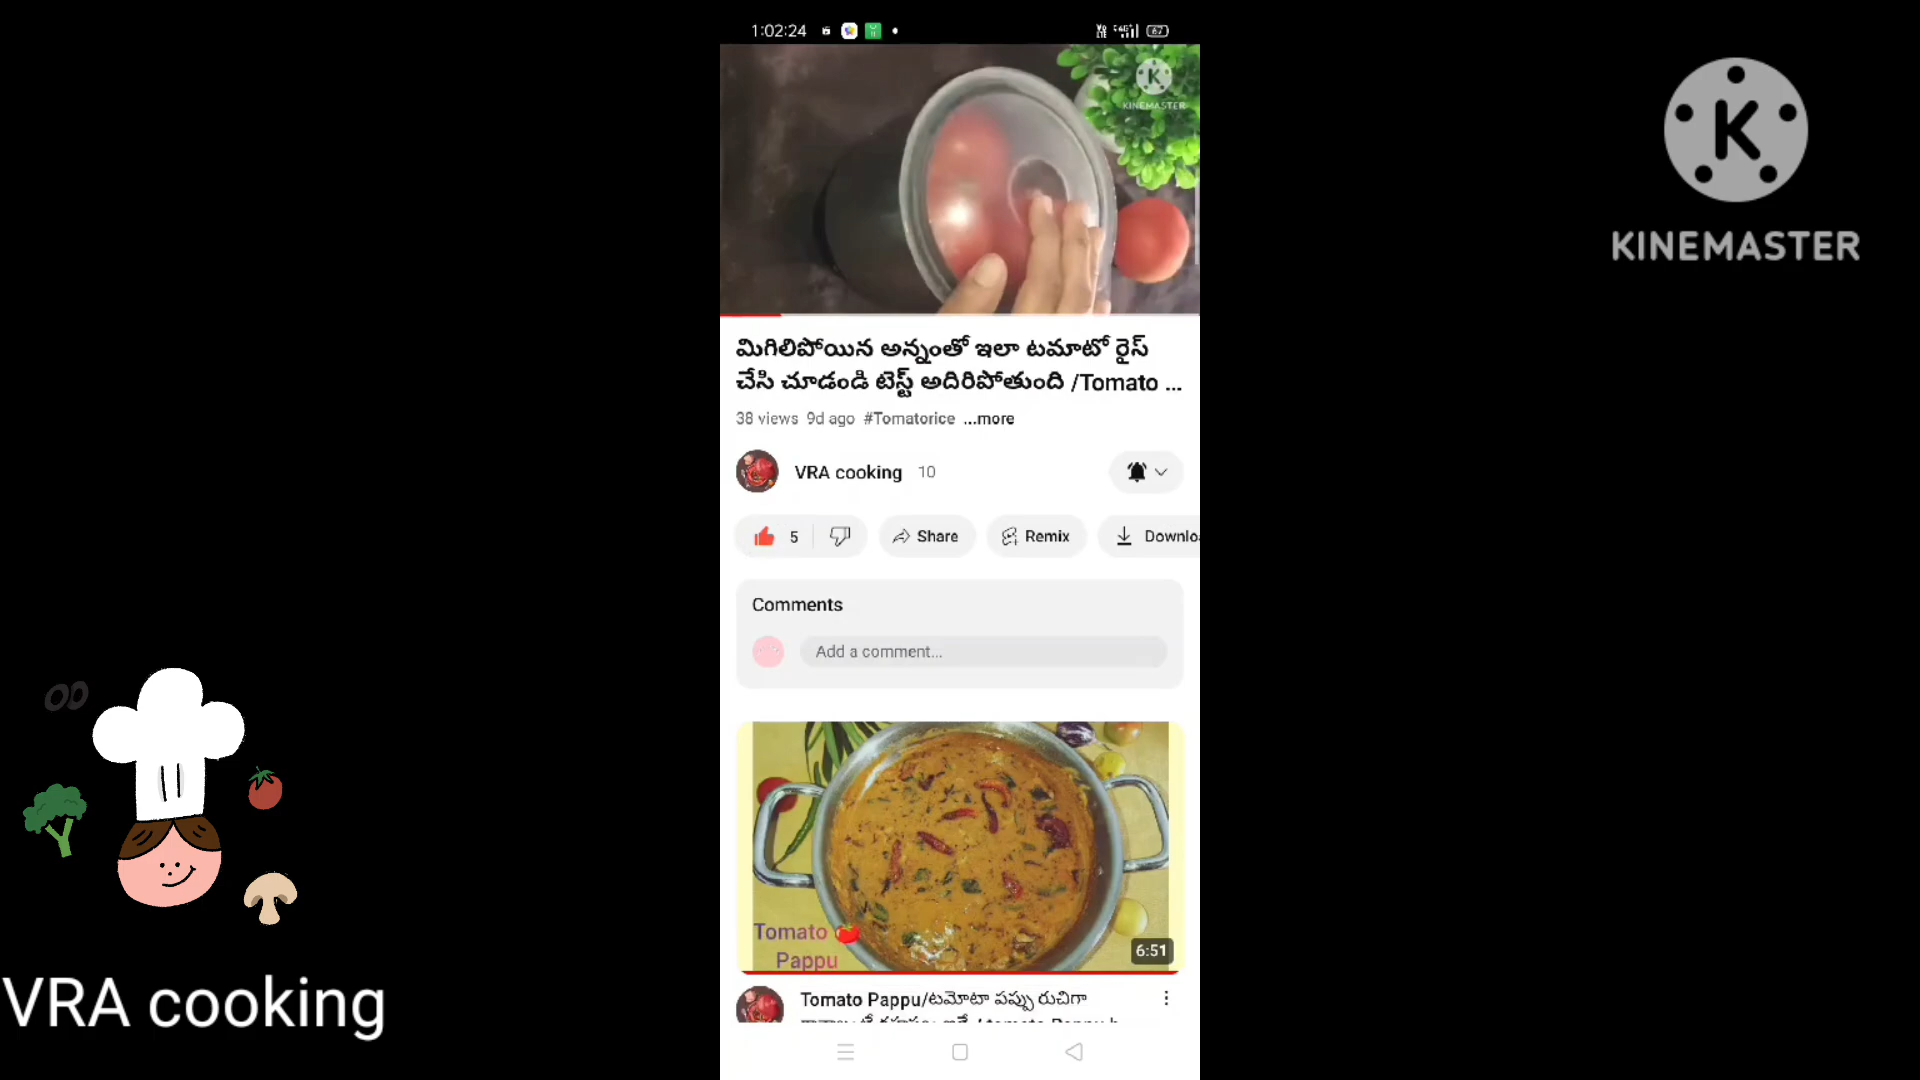 1:02:24
67
K
KINEMASTER
K
KINEMASTER
మిగిలిపోయిన అన్నంతో ఇలా టమాటో రైస్
చేసి చూడండి టెస్ట్ అదిరిపోతుంది /Tomato ...
38 views 9d ago #Tomatorice ...more
VRA cooking 10
5 Share Remix Downlo
Comments
Add a comment...
Tomato
Pappu
6:51
Tomato Pappu/టమోటా పప్పు రుచిగా
VRA cooking